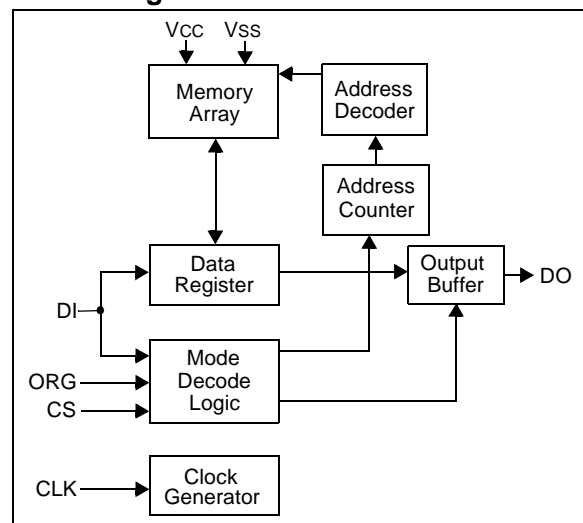 VCC VSS
Memory
Array
Address
Decoder
Address
Counter
Data
Register
Output
Buffer
DO
DI
Mode
Decode
Logic
ORG
CS
CLK
Clock
Generator